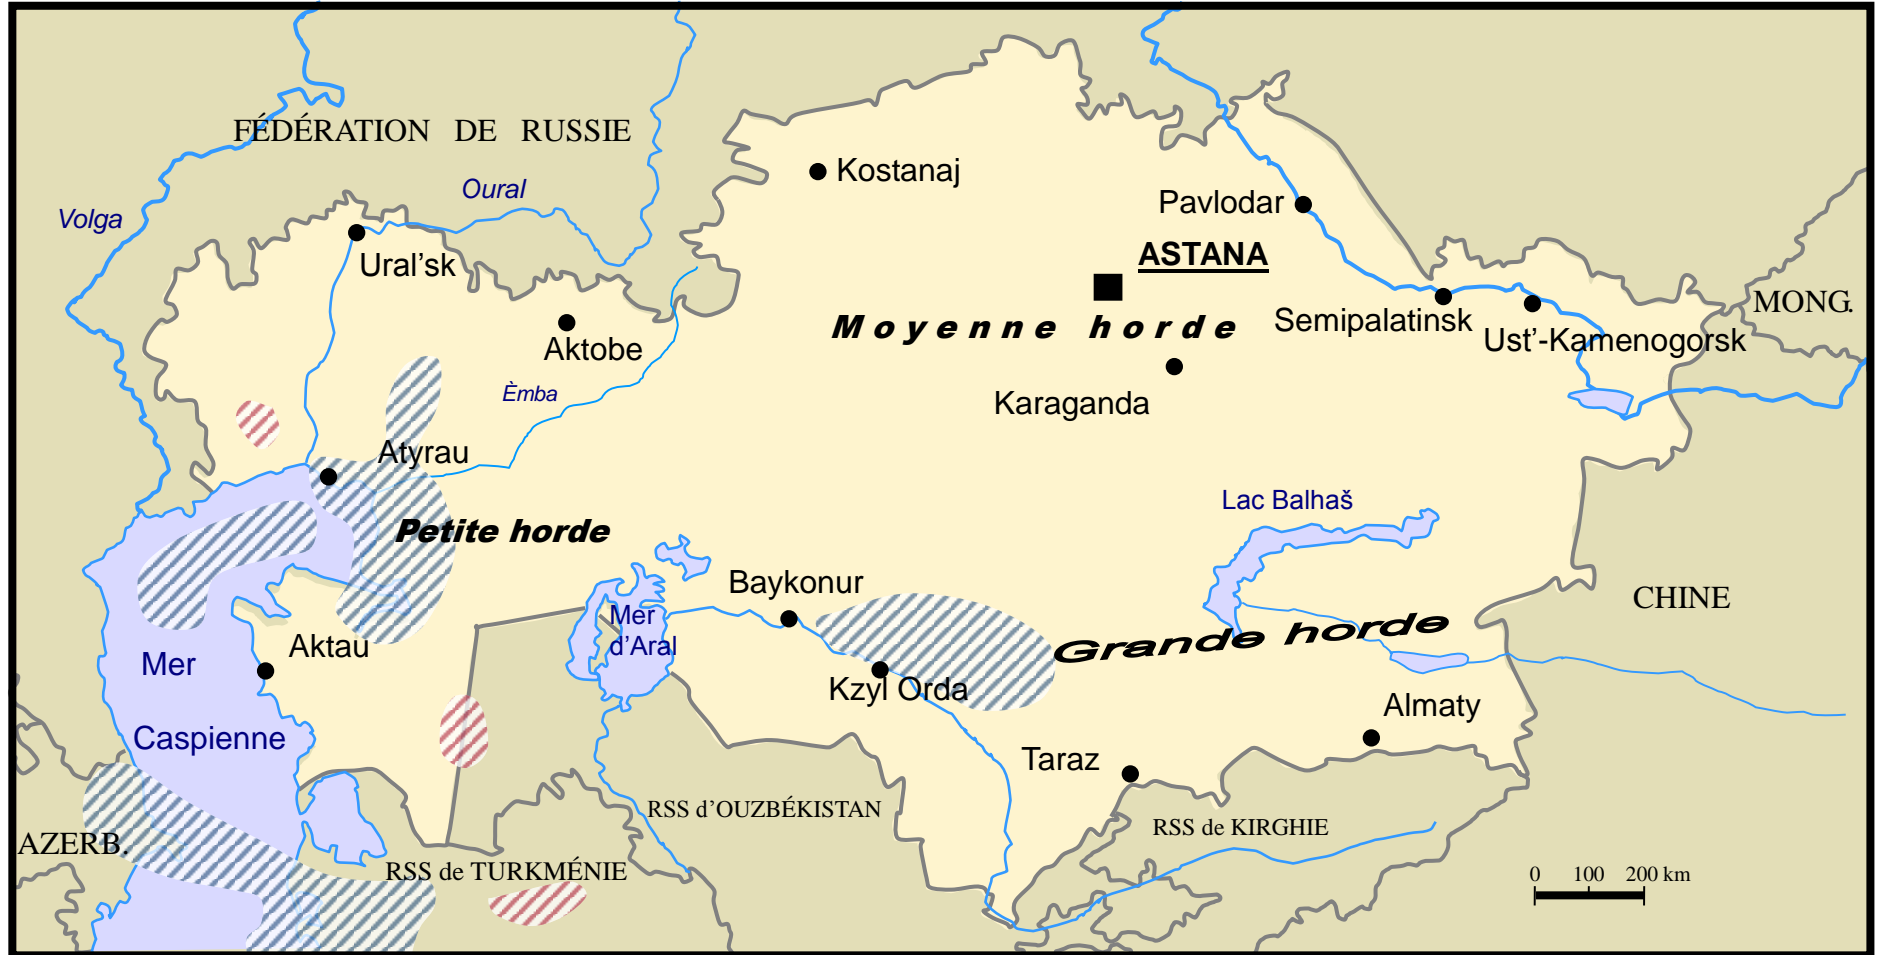 FÉDÉRATION DE RUSSIE
Kostanaj
Oural
Pavlodar
Volga
ASTANA
Ural’sk
MONG.
Moyenne horde
Semipalatinsk
Ust’-Kamenogorsk
Aktobe
Èmba
Karaganda
Atyrau
Lac Balhaš
Petite horde
Baykonur
CHINE
Mer
d’Aral
Grande horde
Aktau
Mer
Caspienne
Kzyl Orda
Almaty
Taraz
RSS d’OUZBÉKISTAN
RSS de KIRGHIE
AZERB.
RSS de TURKMÉNIE
0 100 200 km